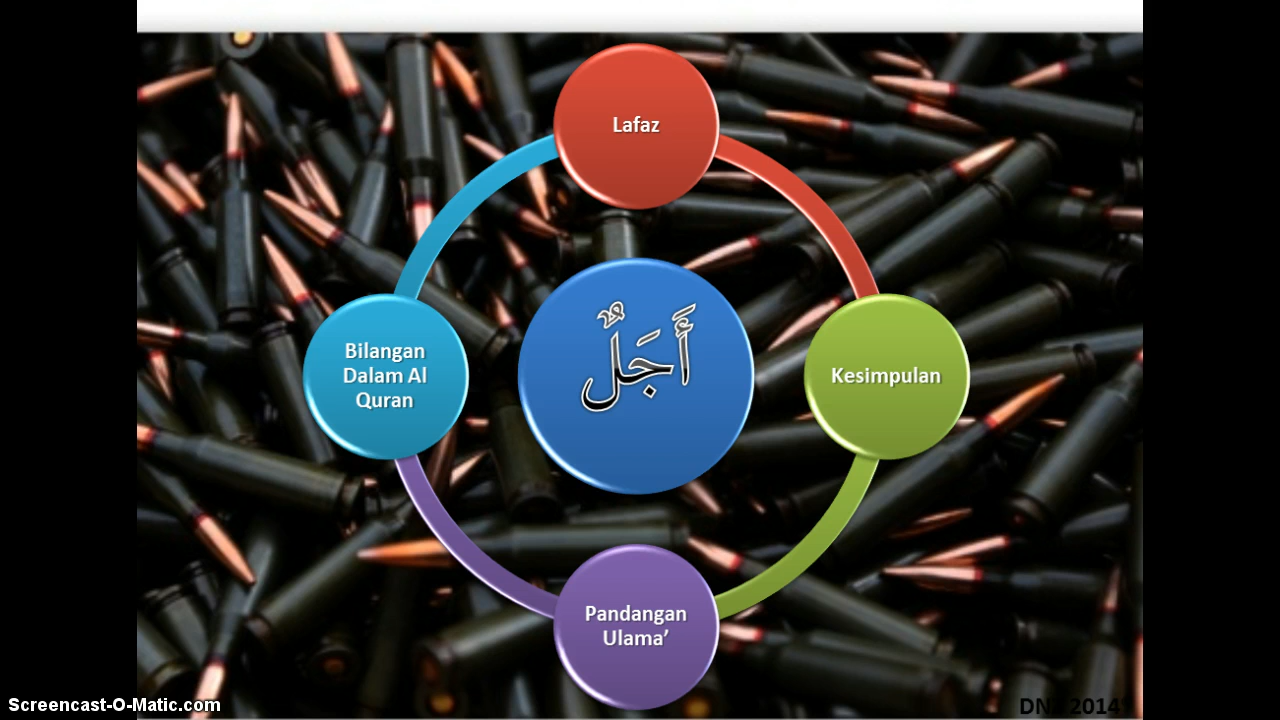 Lafaz
Bilangan
Dalam Al
Quran
أَجَلٌ
Kesimpulan
Pandangan
Ulama’
Screencast-O-Matic.com